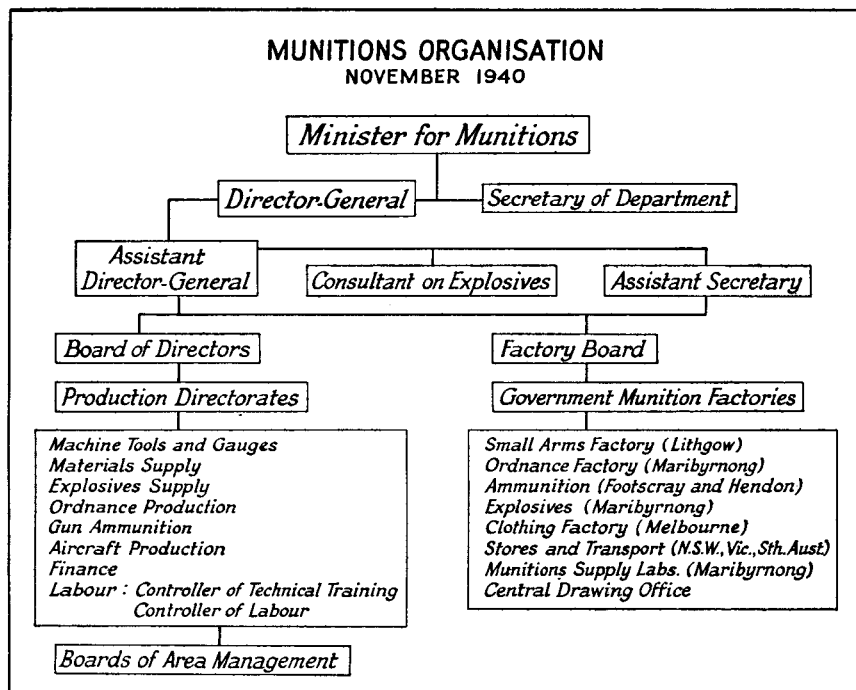 MUNITIONS ORGANISATION
NOVEMBER 1940
Minister for Munitions
Director-General
Secretary of Department
Assistant
Director-General
Consultant on Explosives
Assistant Secretary
Board of Directors
Factory Board
Production Directorates
Government Munition Factories
Machine Tools and Gauges
Materials Supply
Explosives Supply
Ordnance Production
Gun Ammunition
Aircraft Production
Finance
Labour : Controller of Technical Training
Controller of Labour
Small Arms Factory (Lithgow)
Ordnance Factory (Maribyrnong)
Ammunition (Footscray and Hendon)
Explosives (Maribyrnong)
Clothing Factory (Melbourne)
Stores and Transport (N.S.W., Vic., Sth. Aust)
Munitions Supply Labs. (Maribyrnong)
Central Drawing Office
Boards of Area Management